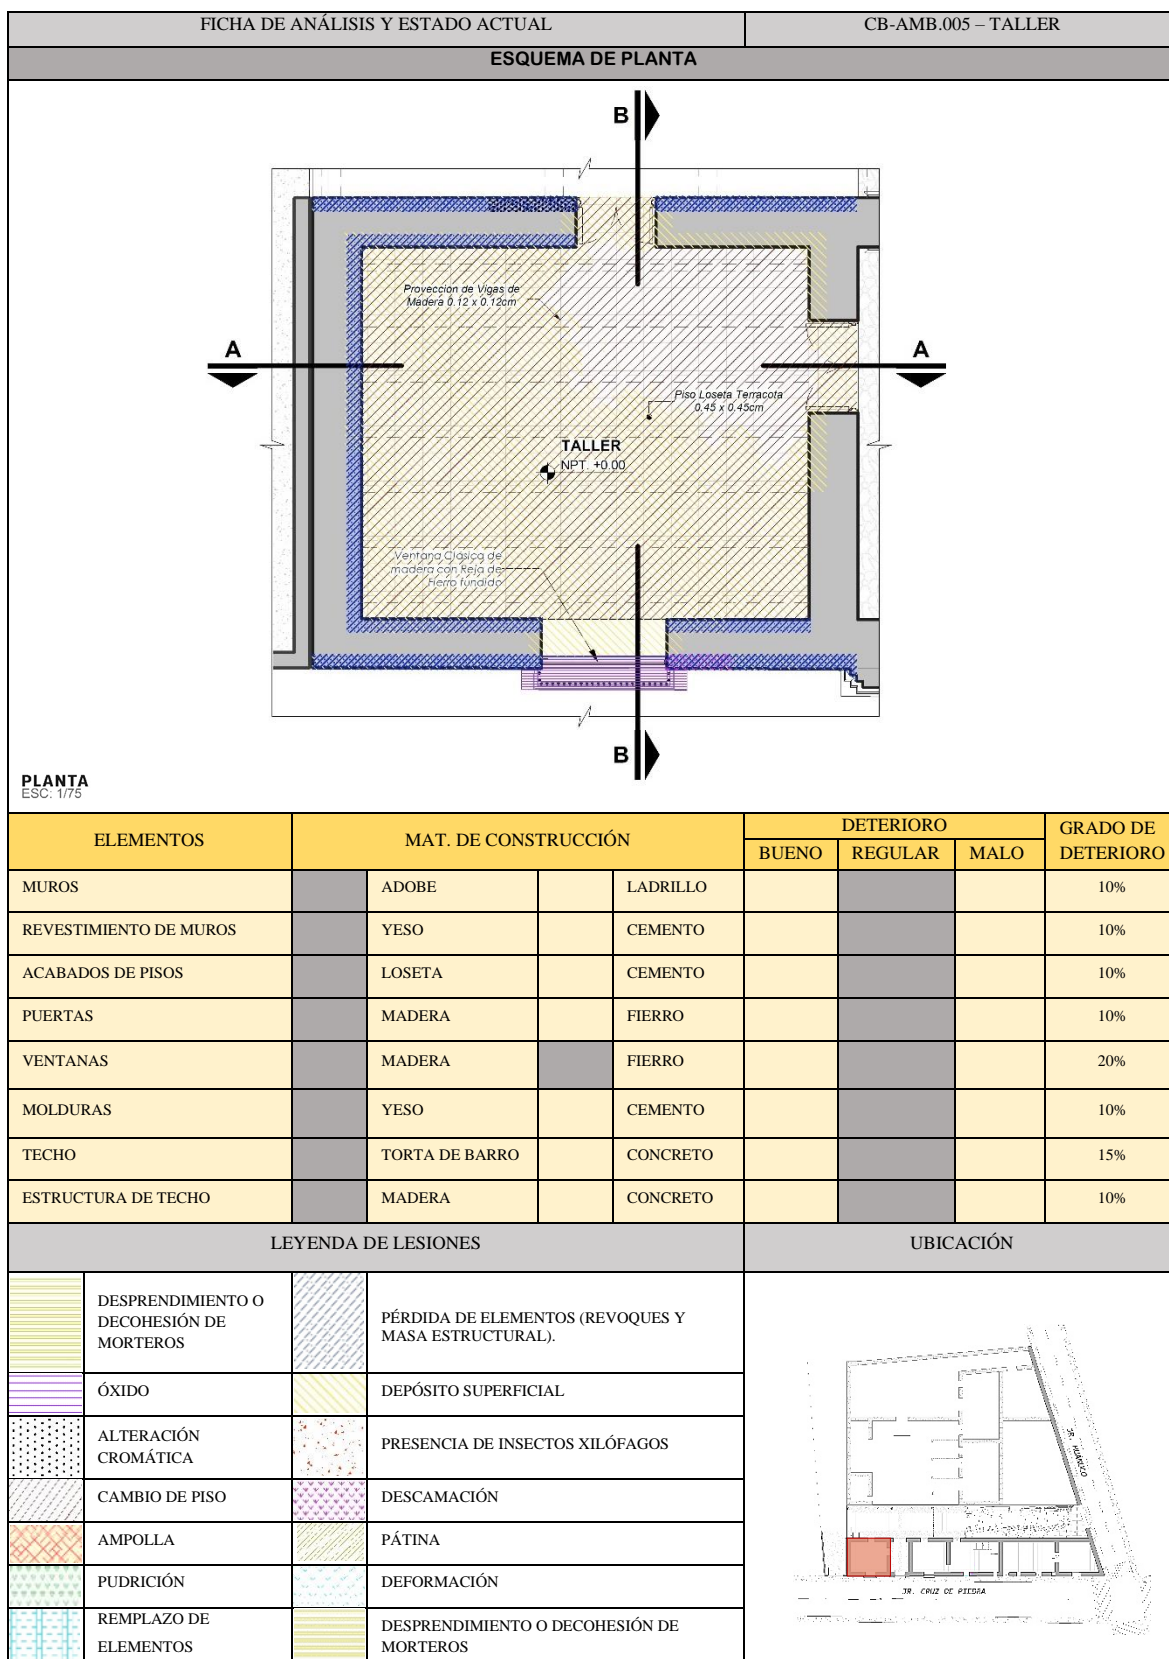 FICHA DE ANÁLISIS Y ESTADO ACTUAL
CB-AMB.005 – TALLER
ESQUEMA DE PLANTA
B
Proyección de Vigas de
Madera 0.12 x 0.12cm
A
A
Piso Loseta Terracota
0.45 x 0.45cm
TALLER
NPT. +0.00
Ventana Clásica de
madera con Reja de
Fierro fundido
B
PLANTA
ESC: 1/75
ELEMENTOS
MAT. DE CONSTRUCCIÓN
DETERIORO
GRADO DE
DETERIORO
BUENO
REGULAR
MALO
MUROS
ADOBE
LADRILLO
10%
REVESTIMIENTO DE MUROS
YESO
CEMENTO
10%
ACABADOS DE PISOS
LOSETA
CEMENTO
10%
PUERTAS
MADERA
FIERRO
10%
VENTANAS
MADERA
FIERRO
20%
MOLDURAS
YESO
CEMENTO
10%
TECHO
TORTA DE BARRO
CONCRETO
15%
ESTRUCTURA DE TECHO
MADERA
CONCRETO
10%
LEYENDA DE LESIONES
UBICACIÓN
DESPRENDIMIENTO O
DECOHESIÓN DE
MORTEROS
PÉRDIDA DE ELEMENTOS (REVOQUES Y
MASA ESTRUCTURAL).
ÓXIDO
DEPÓSITO SUPERFICIAL
ALTERACIÓN
CROMÁTICA
PRESENCIA DE INSECTOS XILÓFAGOS
CAMBIO DE PISO
DESCAMACIÓN
AMPOLLA
PÁTINA
PUDRICIÓN
DEFORMACIÓN
REMPLAZO DE
ELEMENTOS
DESPRENDIMIENTO O DECOHESIÓN DE
MORTEROS
JR. HUÁNUCO
JR. CRUZ DE PIEDRA